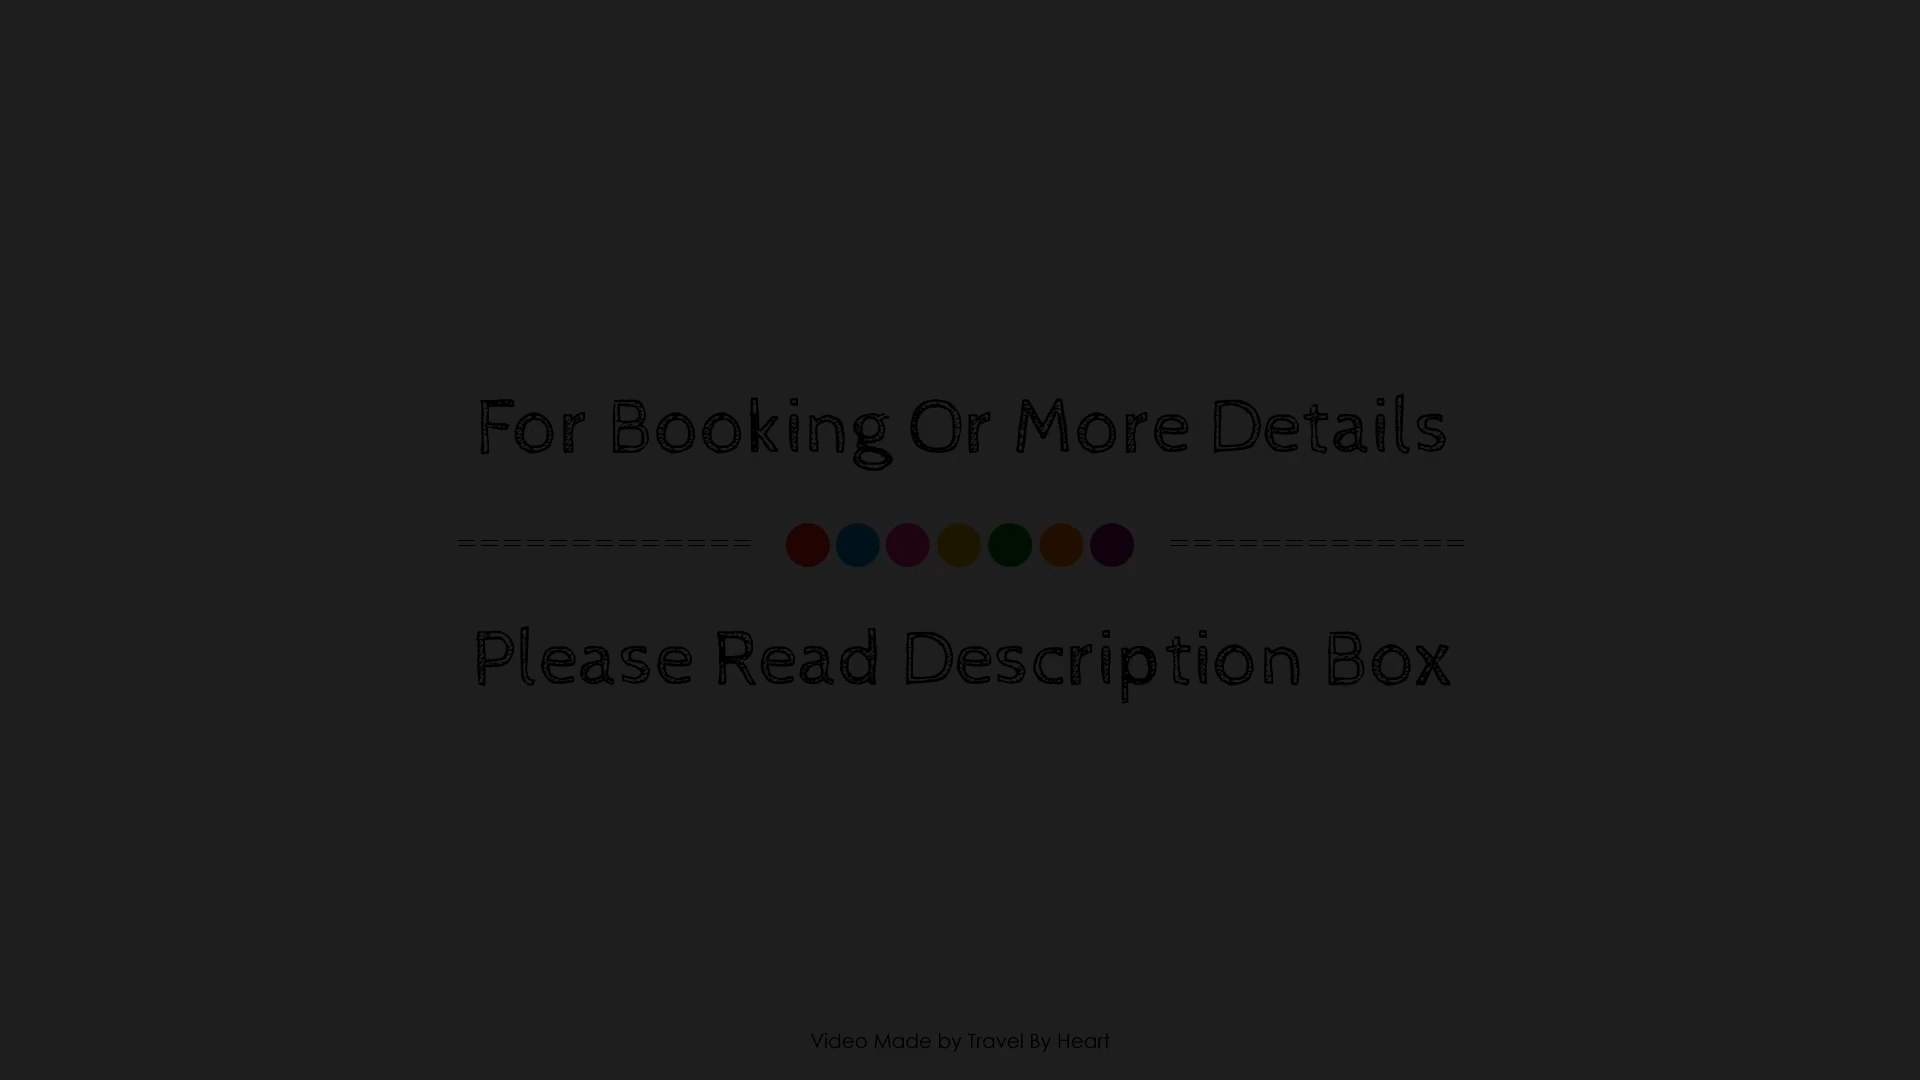 For Booking Or More Details
============= =============
Please Read Description Box
Video Made by Travel By Heart